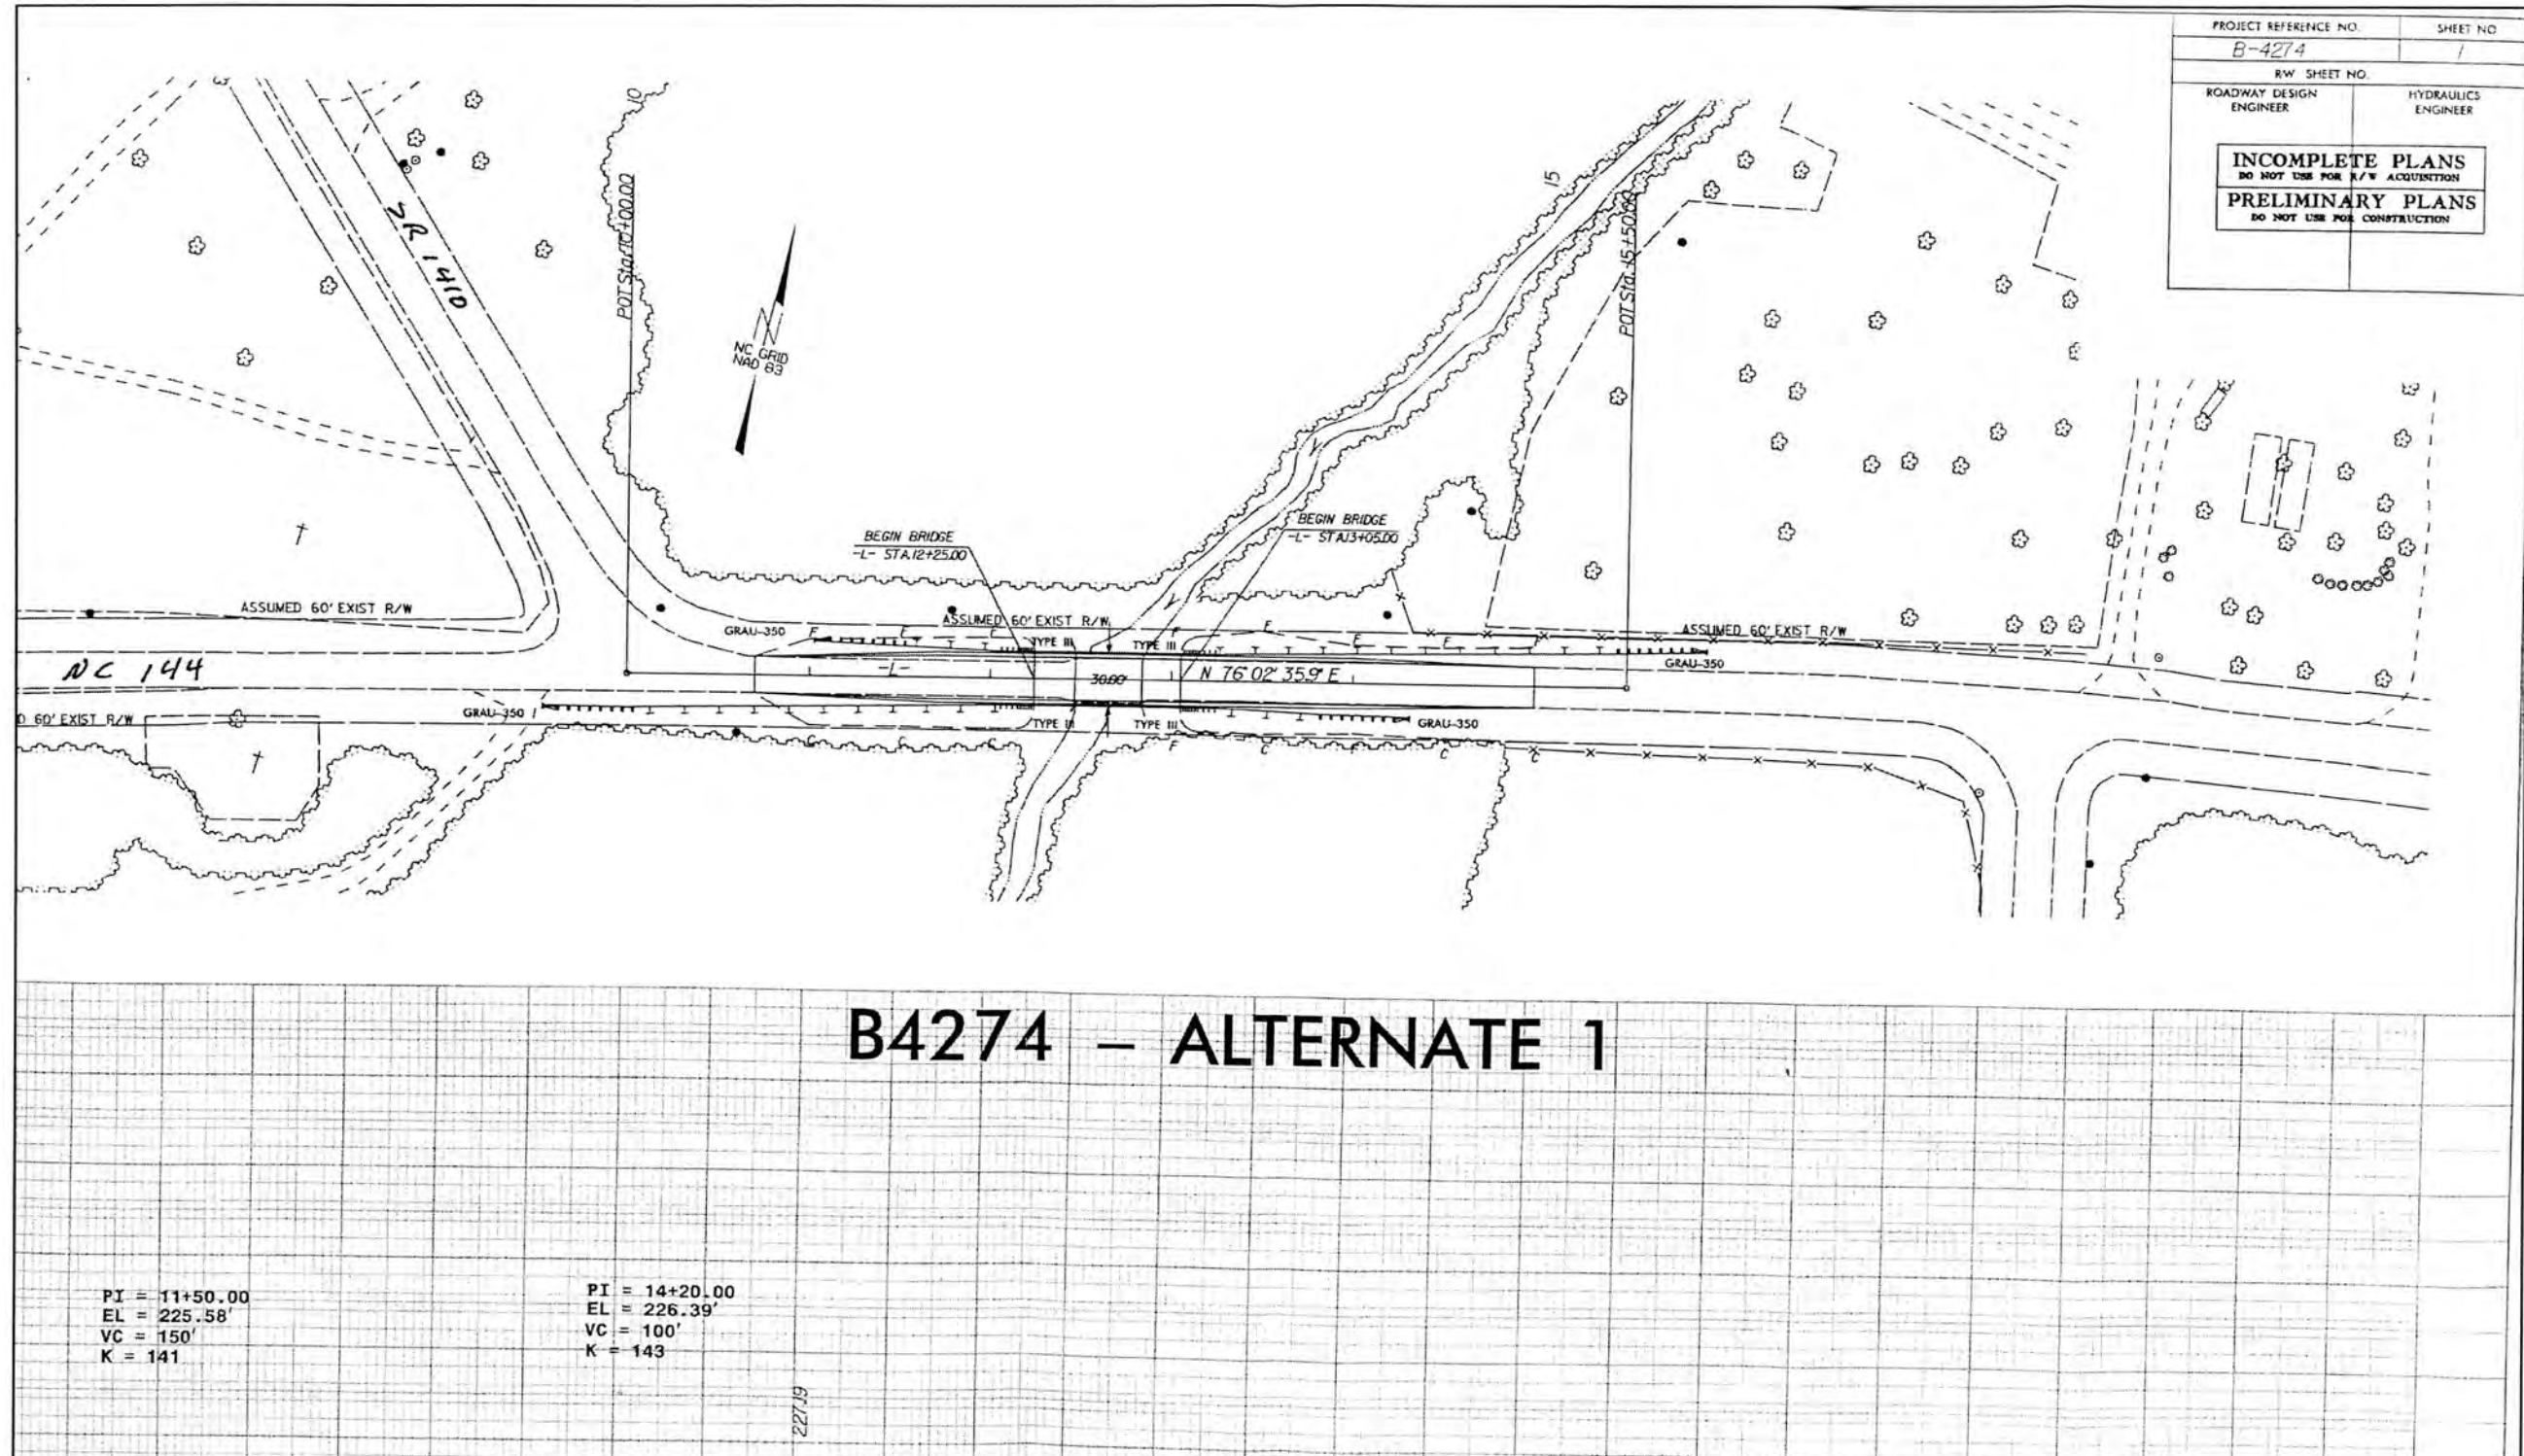 PROJECT REFERENCE NO.
SHEET NO
B-4274
1
RW SHEET NO.
ROADWAY DESIGN
ENGINEER
HYDRAULICS
ENGINEER
INCOMPLETE PLANS
DO NOT USE FOR R/W ACQUISITION
PRELIMINARY PLANS
DO NOT USE FOR CONSTRUCTION
10
POT Sta. 10+00.00
15
POT Sta. 15+50.00
SR 1410
NC GRID
NAD 83
BEGIN BRIDGE
-L- STA.12+25.00
BEGIN BRIDGE
-L- STA.13+05.00
ASSUMED 60' EXIST R/W
ASSUMED 60' EXIST R/W
ASSUMED 60' EXIST R/W
GRAU-350
F
F
F
F
F
F
F
F
TYPE III
TYPE III
GRAU-350
NC 144
-L-
30.00'
N 76° 02' 35.9" E
D 60' EXIST R/W
GRAU-350
TYPE III
TYPE III
GRAU-350
C
C
C
F
C
F
C
C
B4274 – ALTERNATE 1
PI = 11+50.00
EL = 225.58'
VC = 150'
K = 141
PI = 14+20.00
EL = 226.39'
VC = 100'
K = 143
227.19